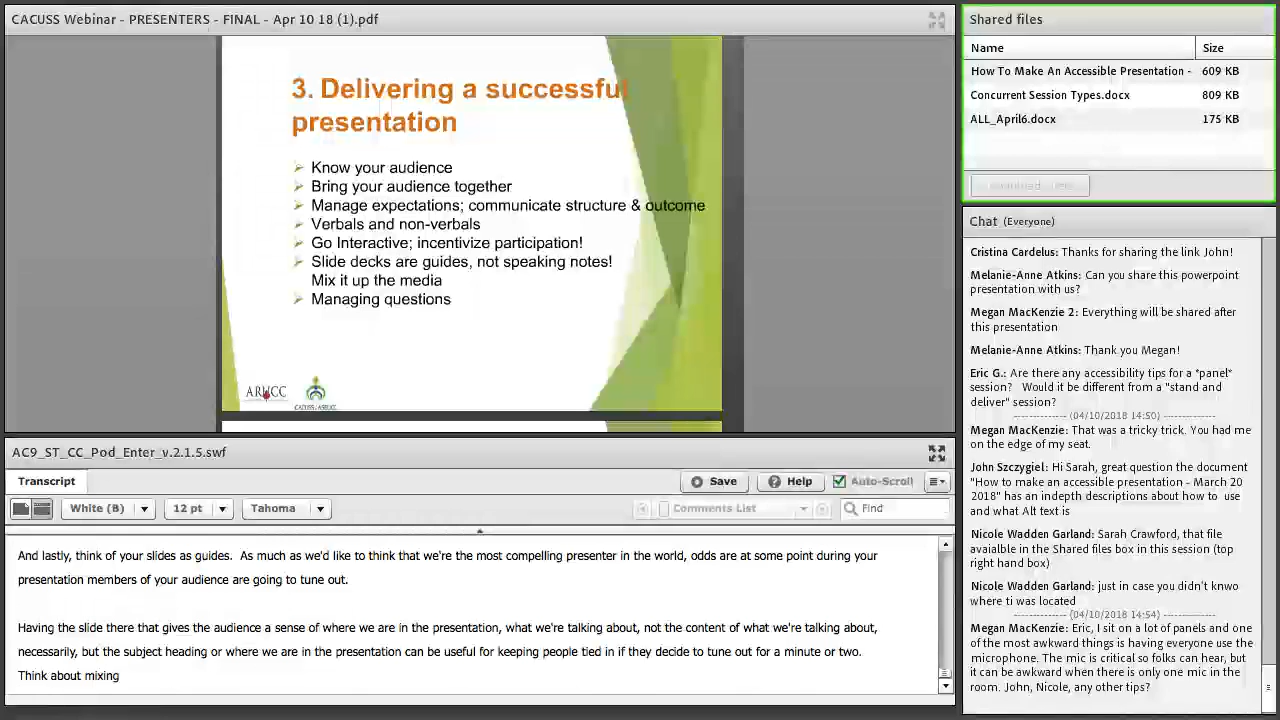 CACUSS Webinar - PRESENTERS - FINAL - Apr 10 18 (1).pdf
3. Delivering a successful
presentation
Know your audience
Bring your audience together
Manage expectations; communicate structure & outcome
Verbals and non-verbals
Go Interactive; incentivize participation!
Slide decks are guides, not speaking notes!
Mix it up the media
Managing questions
ARUCC
CACUSS / ASEUCC
AC9_ST_CC_Pod_Enter_v.2.1.5.swf
Transcript
Save
Help
Auto-Scroll
White (B)
12 pt
Tahoma
Comments List
Find
And lastly, think of your slides as guides.  As much as we'd like to think that we're the most compelling presenter in the world, odds are at some point during your
presentation members of your audience are going to tune out.
Having the slide there that gives the audience a sense of where we are in the presentation, what we're talking about, not the content of what we're talking about,
necessarily, but the subject heading or where we are in the presentation can be useful for keeping people tied in if they decide to tune out for a minute or two.
Think about mixing
Shared files
Name Size
How To Make An Accessible Presentation - 609 KB
Concurrent Session Types.docx 809 KB
ALL_April6.docx 175 KB
Chat (Everyone)
Cristina Cardelus: Thanks for sharing the link John!
Melanie-Anne Atkins: Can you share this powerpoint
presentation with us?
Megan MacKenzie 2: Everything will be shared after
this presentation
Melanie-Anne Atkins: Thank you Megan!
Eric G.: Are there any accessibility tips for a *panel*
session?   Would it be different from a "stand and
deliver" session?
-------------- (04/10/2018 14:50) --------------
Megan MacKenzie: That was a tricky trick. You had me
on the edge of my seat.
John Szczygiel: Hi Sarah, great question the document
"How to make an accessible presentation - March 20
2018" has an indepth descriptions about how to  use
and what Alt text is
Nicole Wadden Garland: Sarah Crawford, that file
avaialble in the Shared files box in this session (top
right hand box)
Nicole Wadden Garland: just in case you didn't knwo
where ti was located
-------------- (04/10/2018 14:54) --------------
Megan MacKenzie: Eric, I sit on a lot of panels and one
of the most awkward things is having everyone use the
microphone. The mic is critical so folks can hear, but
it can be awkward when there is only one mic in the
room. John, Nicole, any other tips?